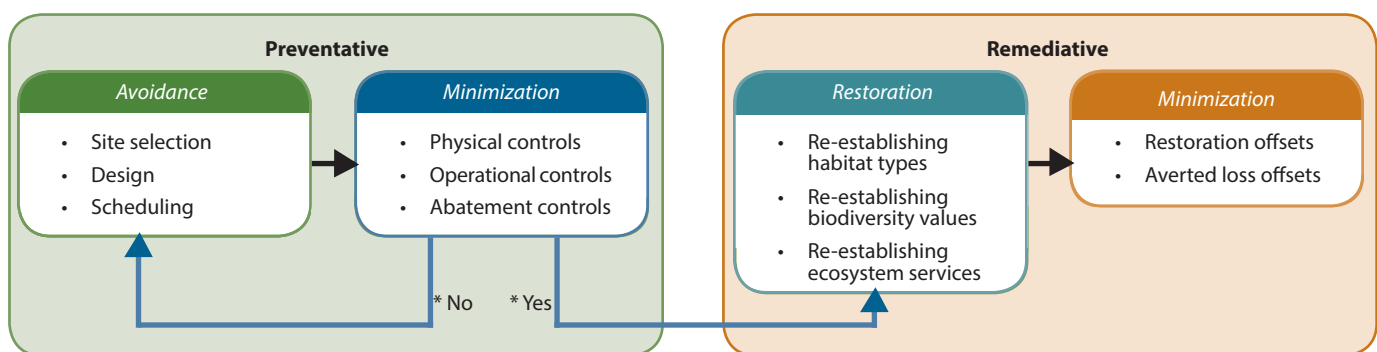 Preventative
Avoidance
• Site selection
• Design
• Scheduling
Minimization
• Physical controls
• Operational controls
• Abatement controls
* No
* Yes
Remediative
Restoration
• Re-establishing
habitat types
• Re-establishing
biodiversity values
• Re-establishing
ecosystem services
Minimization
• Restoration offsets
• Averted loss offsets